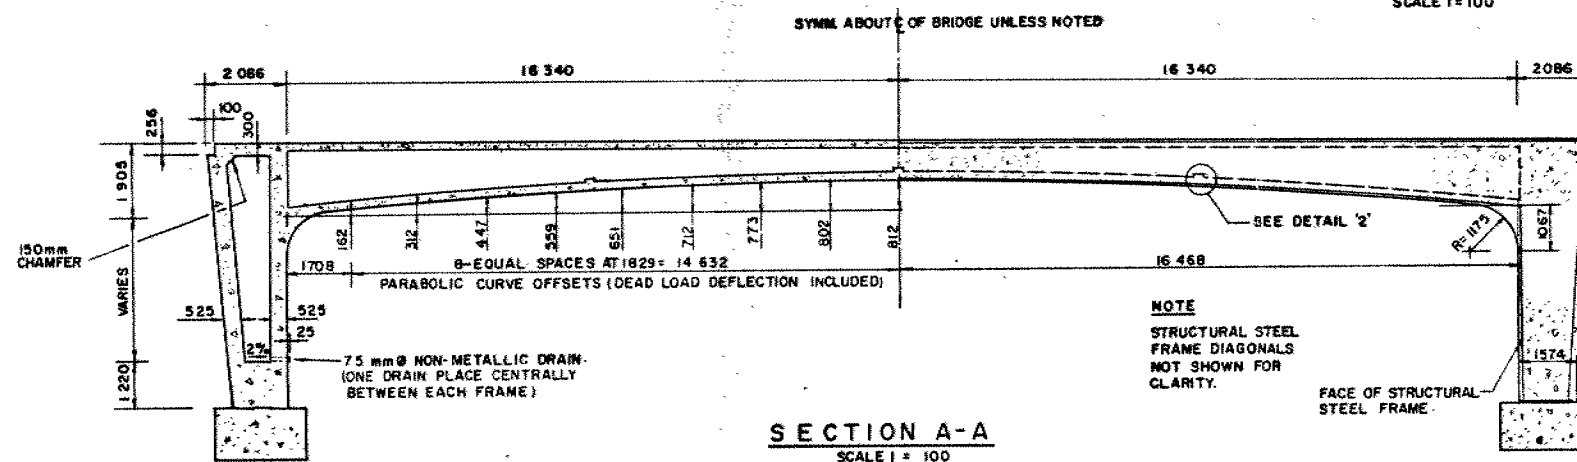 SCALE 1=100
SYMM. ABOUT ℄ OF BRIDGE UNLESS NOTED
2 086
16 340
16 340
2086
100
256
300
1 905
150mm
CHAMFER
VARIES
162
312
447
559
651
712
773
802
812
SEE DETAIL '2'
R=1175
1067
1708
8-EQUAL SPACES AT 1829= 14 632
16 468
PARABOLIC CURVE OFFSETS (DEAD LOAD DEFLECTION INCLUDED)
525
525
25
2%
1 220
75 mmØ NON-METALLIC DRAIN.
(ONE DRAIN PLACE CENTRALLY
BETWEEN EACH FRAME)
NOTE
STRUCTURAL STEEL
FRAME DIAGONALS
NOT SHOWN FOR
CLARITY.
1574
FACE OF STRUCTURAL
STEEL FRAME.
SECTION A-A
SCALE 1 = 100